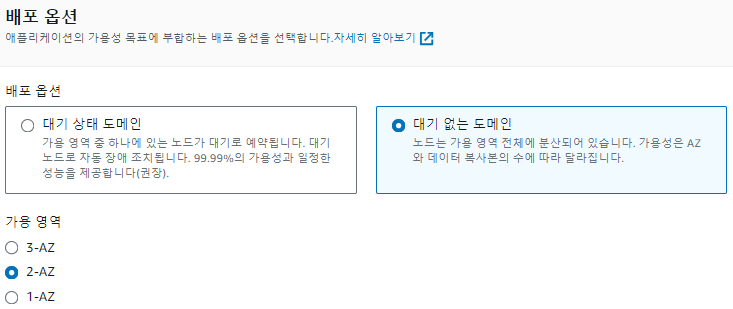 배포 옵션
애플리케이션의 가용성 목표에 부합하는 배포 옵션을 선택합니다.자세히 알아보기
배포 옵션
대기 상태 도메인
가용 영역 중 하나에 있는 노드가 대기로 예약됩니다. 대기
노드로 자동 장애 조치됩니다. 99.99%의 가용성과 일정한
성능을 제공합니다(권장).
대기 없는 도메인
노드는 가용 영역 전체에 분산되어 있습니다. 가용성은 AZ
와 데이터 복사본의 수에 따라 달라집니다.
가용 영역
3-AZ
2-AZ
1-AZ